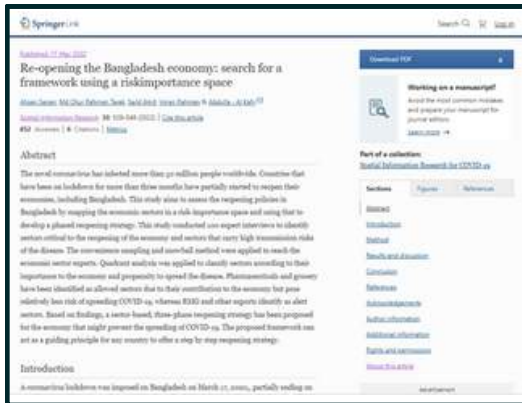 Springer Link
Search
Log in
Published: 17 May 2022
Re-opening the Bangladesh economy: search for a
framework using a riskimportance space
Spatial Information Research 30, 539–548 (2022) | Cite this article
852 Accesses | 6 Citations | Metrics
Abstract
The novel coronavirus has infected more than 50 million people worldwide. Countries that
have been on lockdown for more than three months have partially started to reopen their
economies, including Bangladesh. This study aims to assess the reopening policies in
Bangladesh by mapping the economic sectors in a risk-importance space and using that to
develop a phased reopening strategy. This study conducted 100 expert interviews to identify
sectors critical to the reopening of the economy and sectors that carry high transmission risks
of the disease. The convenience sampling and snowball method were applied to reach the
economic sector experts. Quadrant analysis was applied to classify sectors according to their
importance to the economy and propensity to spread the disease. Pharmaceuticals and grocery
have been identified as allowed sectors due to their contribution to the economy but pose
relatively less risk of spreading COVID-19, whereas RMG and other exports identify as alert
sectors. Based on findings, a sector-based, three-phase reopening strategy has been proposed
for the economy that might prevent the spreading of COVID-19. The proposed framework can
act as a guiding principle for any country to offer a step by step reopening strategy.
Introduction
A coronavirus lockdown was imposed on Bangladesh on March 17, 2020, partially ending on
Download PDF
Working on a manuscript?
Avoid the most common mistakes
and prepare your manuscript for
journal editors.
Learn more
Part of a collection:
Spatial Information Research for COVID-19
Sections
Figures
References
Abstract
Introduction
Method
Results and discussion
Conclusion
References
Acknowledgements
Author information
Additional information
Rights and permissions
About this article
Advertisement